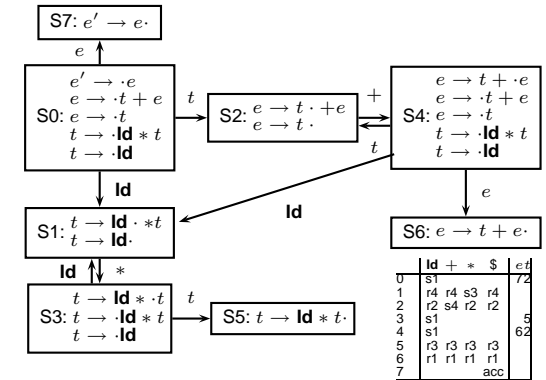 S7: e′ → e·
e
S0:
e′ → ·e
e → ·t + e
e → ·t
t → ·Id ∗ t
t → ·Id
t
S2:
e → t · +e
e → t ·
+
t
S4:
e → t + ·e
e → ·t + e
e → ·t
t → ·Id ∗ t
t → ·Id
Id
Id
e
S1:
t → Id · ∗t
t → Id·
S6: e → t + e·
Id ∗
S3:
t → Id ∗ ·t
t → ·Id ∗ t
t → ·Id
t
S5: t → Id ∗ t·
Id + ∗ $ e t
0 s1 7 2
1 r4 r4 s3 r4
2 r2 s4 r2 r2
3 s1 5
4 s1 6 2
5 r3 r3 r3 r3
6 r1 r1 r1 r1
7 acc